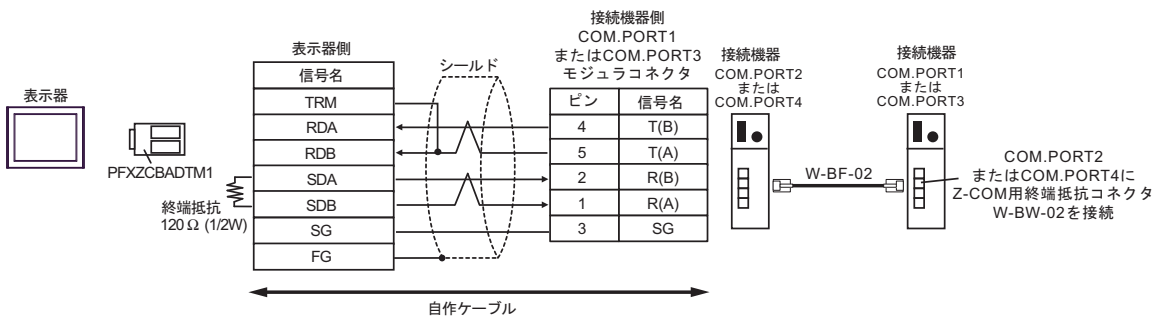 表示器
PFXZCBADTM1
終端抵抗
120 Ω (1/2W)
表示器側
信号名
TRM
RDA
RDB
SDA
SDB
SG
FG
シールド
接続機器側
COM.PORT1
またはCOM.PORT3
モジュラコネクタ
ピン 信号名
4 T(B)
5 T(A)
2 R(B)
1 R(A)
3 SG
自作ケーブル
接続機器
COM.PORT2
または
COM.PORT4
W-BF-02
接続機器
COM.PORT1
または
COM.PORT3
COM.PORT2
またはCOM.PORT4に
Z-COM用終端抵抗コネクタ
W-BW-02を接続